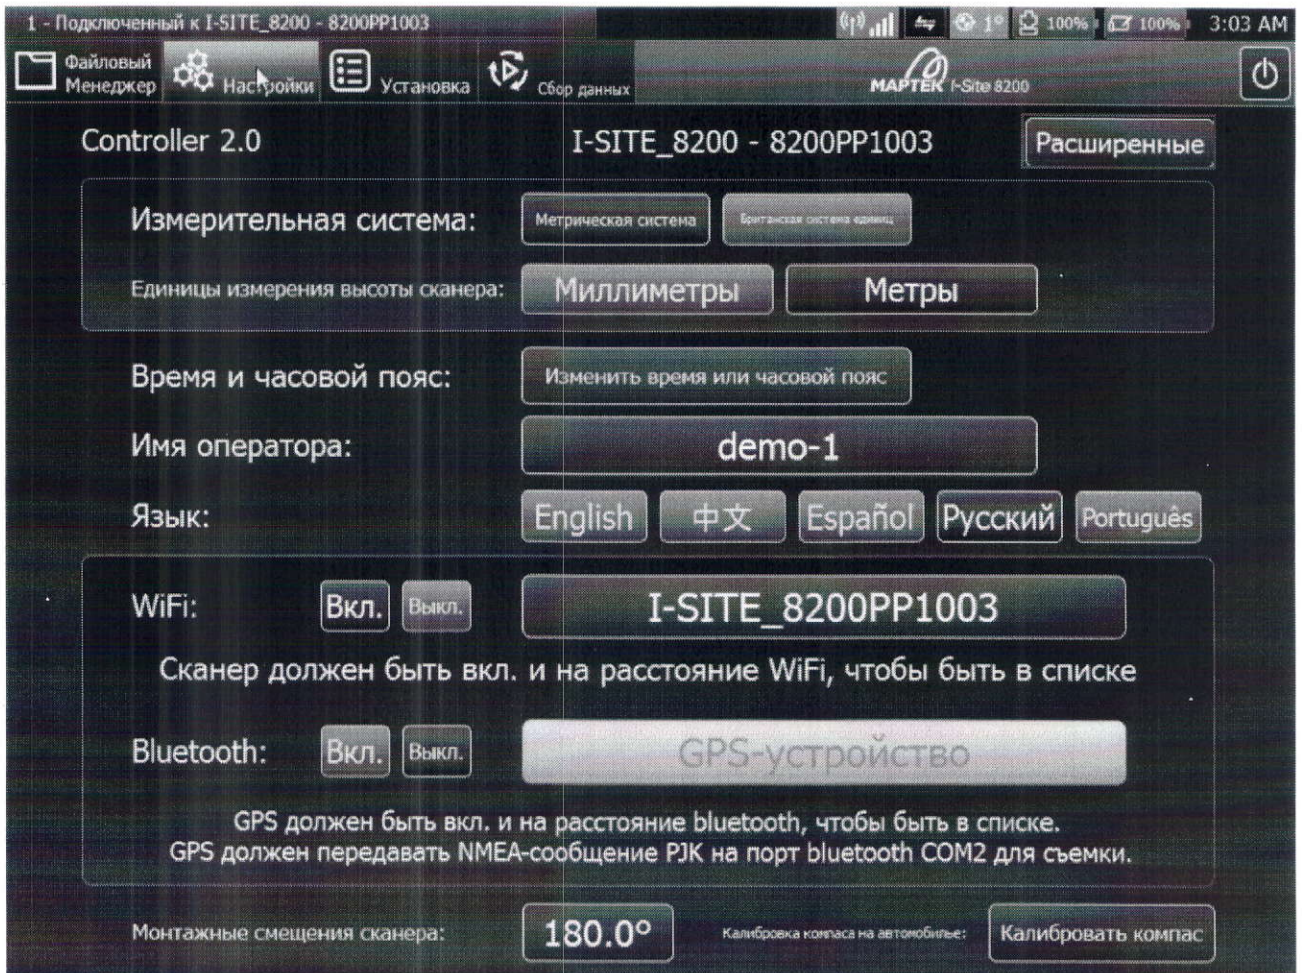 1 - Подключенный к I-SITE_8200 - 8200PP1003 1° 100% 100% 3:03 AM
Файловый Менеджер Настройки Установка Сбор данных МАРТЕК I-Site 8200
Controller 2.0 I-SITE_8200 - 8200PP1003 Расширенные
Измерительная система: Метрическая система Британская система единиц
Единицы измерения высоты сканера: Миллиметры Метры
Время и часовой пояс: Изменить время или часовой пояс
Имя оператора: demo-1
Язык: English 中文 Español Русский Português
WiFi: Вкл. Выкл. I-SITE_8200PP1003
Сканер должен быть вкл. и на расстояние WiFi, чтобы быть в списке
Bluetooth: Вкл. Выкл. GPS-устройство
GPS должен быть вкл. и на расстояние bluetooth, чтобы быть в списке.
GPS должен передавать NMEA-сообщение PJK на порт bluetooth COM2 для съемки.
Монтажные смещения сканера: 180.0° Калибровка компаса на автомобилье: Калибровать компас